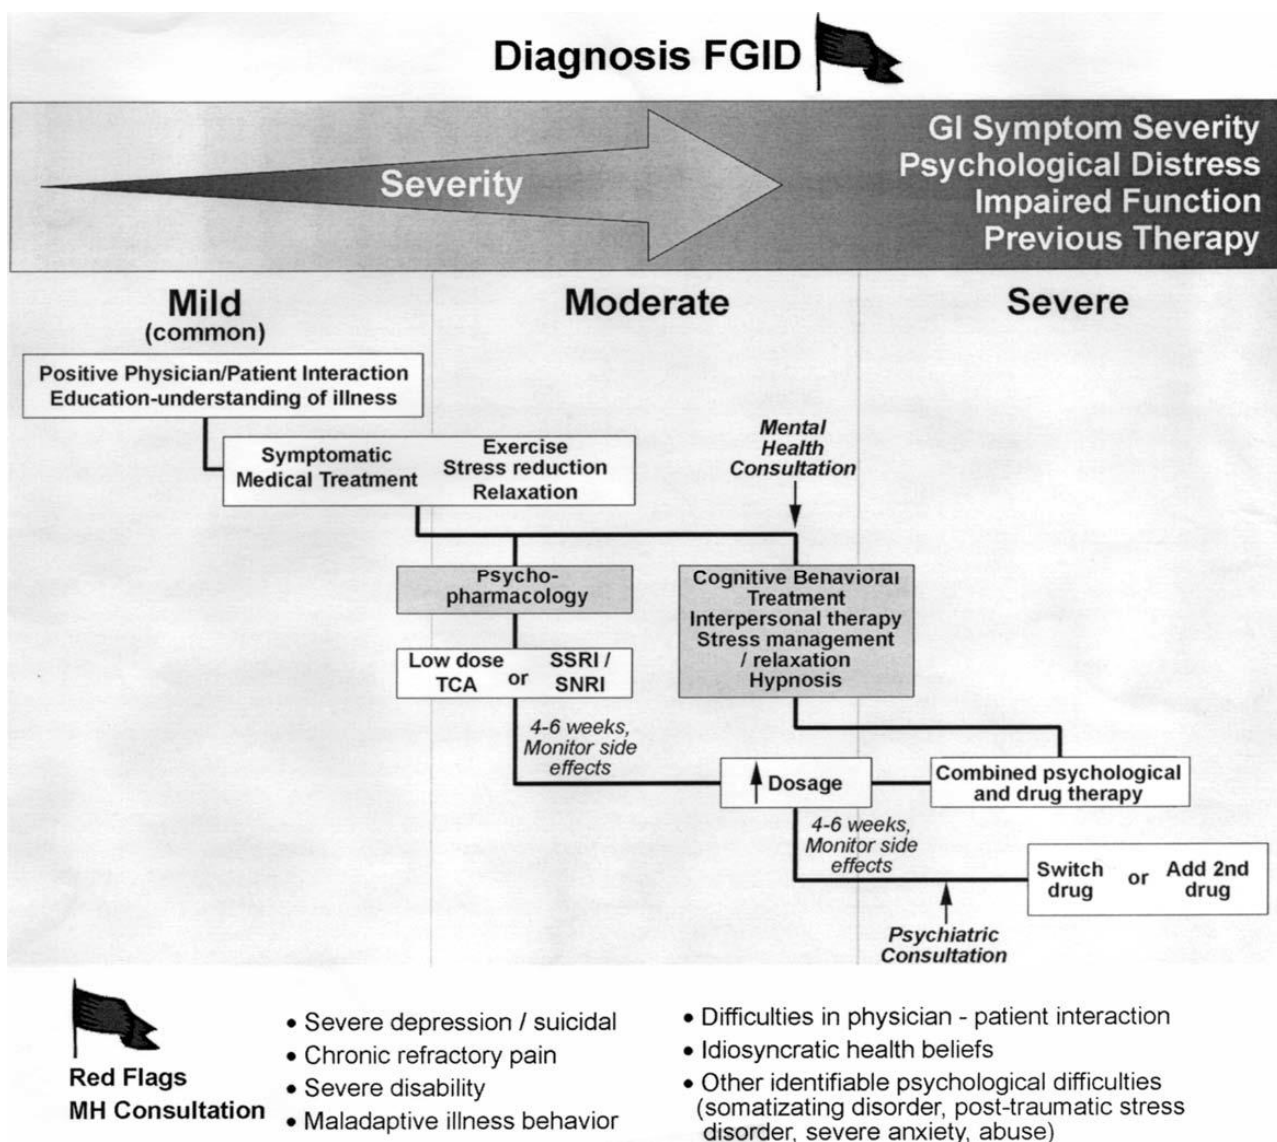 Diagnosis FGID
GI Symptom Severity
Psychological Distress
Impaired Function
Previous Therapy
Severity
Mild
(common)
Moderate
Severe
Positive Physician/Patient Interaction
Education-understanding of illness
Symptomatic
Medical Treatment
Exercise
Stress reduction
Relaxation
Mental
Health
Consultation
Psycho-
pharmacology
Cognitive Behavioral
Treatment
Interpersonal therapy
Stress management
/ relaxation
Hypnosis
Low dose
TCA
or
SSRI /
SNRI
4-6 weeks,
Monitor side
effects
Dosage
Combined psychological
and drug therapy
4-6 weeks,
Monitor side
effects
Switch
drug
or
Add 2nd
drug
Psychiatric
Consultation
Red Flags
MH Consultation
• Severe depression / suicidal
• Chronic refractory pain
• Severe disability
• Maladaptive illness behavior
• Difficulties in physician - patient interaction
• Idiosyncratic health beliefs
• Other identifiable psychological difficulties
(somatizating disorder, post-traumatic stress
disorder, severe anxiety, abuse)